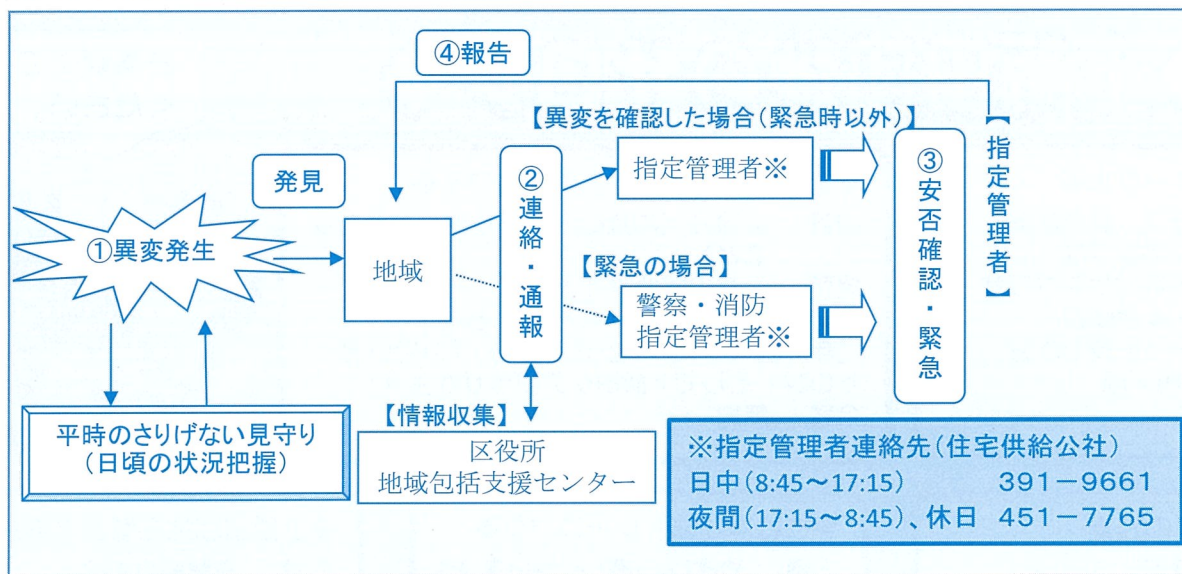 ④報告
【異変を確認した場合(緊急時以外)】
発見
②連絡・通報
指定管理者※
③安否確認・緊急
【指定管理者】
①異変発生
地域
【緊急の場合】
警察・消防
指定管理者※
平時のさりげない見守り
(日頃の状況把握)
【情報収集】
区役所
地域包括支援センター
※指定管理者連絡先(住宅供給公社)
日中(8:45～17:15) 391－9661
夜間(17:15～8:45)、休日 451－7765